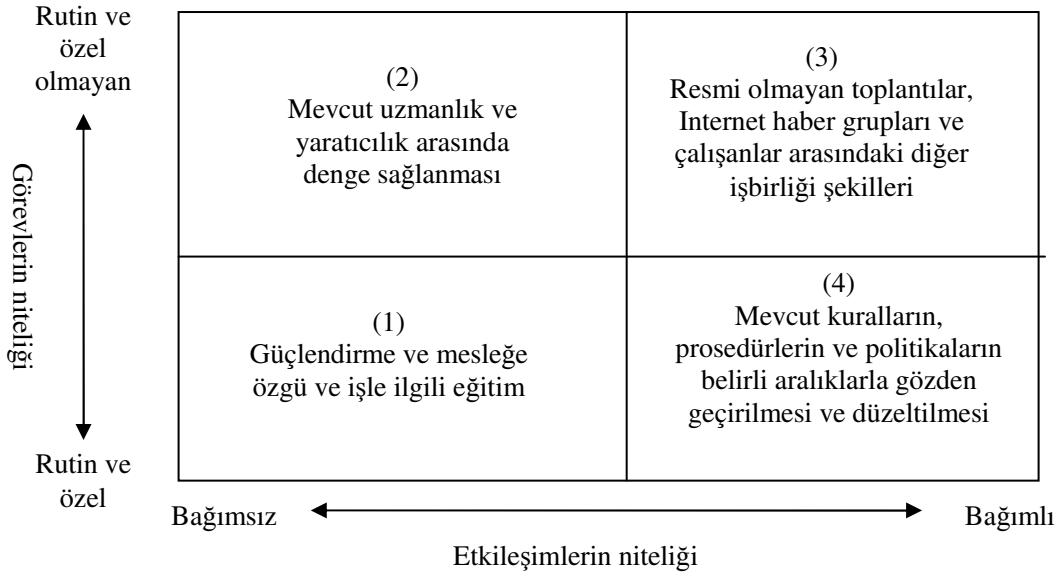 Rutin ve
özel
olmayan
Görevlerin niteliği
Rutin ve
özel
(2)
Mevcut uzmanlık ve
yaratıcılık arasında
denge sağlanması
(3)
Resmi olmayan toplantılar,
Internet haber grupları ve
çalışanlar arasındaki diğer
işbirliği şekilleri
(1)
Güçlendirme ve mesleğe
özgü ve işle ilgili eğitim
(4)
Mevcut kuralların,
prosedürlerin ve politikaların
belirli aralıklarla gözden
geçirilmesi ve düzeltilmesi
Bağımsız
Bağımlı
Etkileşimlerin niteliği